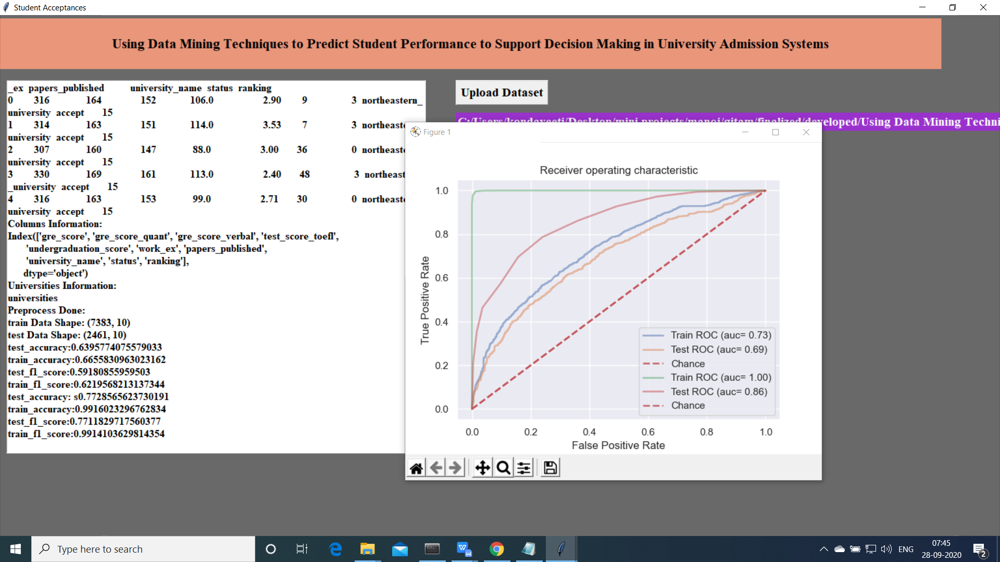 Student Acceptances
Using Data Mining Techniques to Predict Student Performance to Support Decision Making in University Admission Systems
_ex papers_published university_name status ranking
0 316 164 152 106.0 2.90 9 3 northeastern_
university accept 15
1 314 163 151 114.0 3.53 7 3 northeast
university accept 15
2 307 160 147 88.0 3.00 36 0 northeast
university accept 15
3 330 169 161 113.0 2.40 48 3 northeast
_university accept 15
4 316 163 153 99.0 2.71 30 0 northeast
university accept 15
Columns Information:
Index(['gre_score', 'gre_score_quant', 'gre_score_verbal', 'test_score_toefl',
'undergraduation_score', 'work_ex', 'papers_published',
'university_name', 'status', 'ranking'],
dtype='object')
Universities Information:
universities
Preprocess Done:
train Data Shape: (7383, 10)
test Data Shape: (2461, 10)
test_accuracy:0.6395774075579033
train_accuracy:0.6655830963023162
test_f1_score:0.59180855959503
train_f1_score:0.6219568213137344
test_accuracy: s0.7728565623730191
train_accuracy:0.9916023296762834
test_f1_score:0.7711829717560377
train_f1_score:0.9914103629814354
Upload Dataset
C:/Users/kondaveeti/Desktop/mini projects/manoj/gitam/finalized/developed/Using Data Mining Techni
Figure 1
Receiver operating characteristic
True Positive Rate
1.0
0.8
0.6
0.4
0.2
0.0
Train ROC (auc= 0.73)
Test ROC (auc= 0.69)
Chance
Train ROC (auc= 1.00)
Test ROC (auc= 0.86)
Chance
0.0 0.2 0.4 0.6 0.8 1.0
False Positive Rate
Type here to search
ENG
07:45
28-09-2020
2